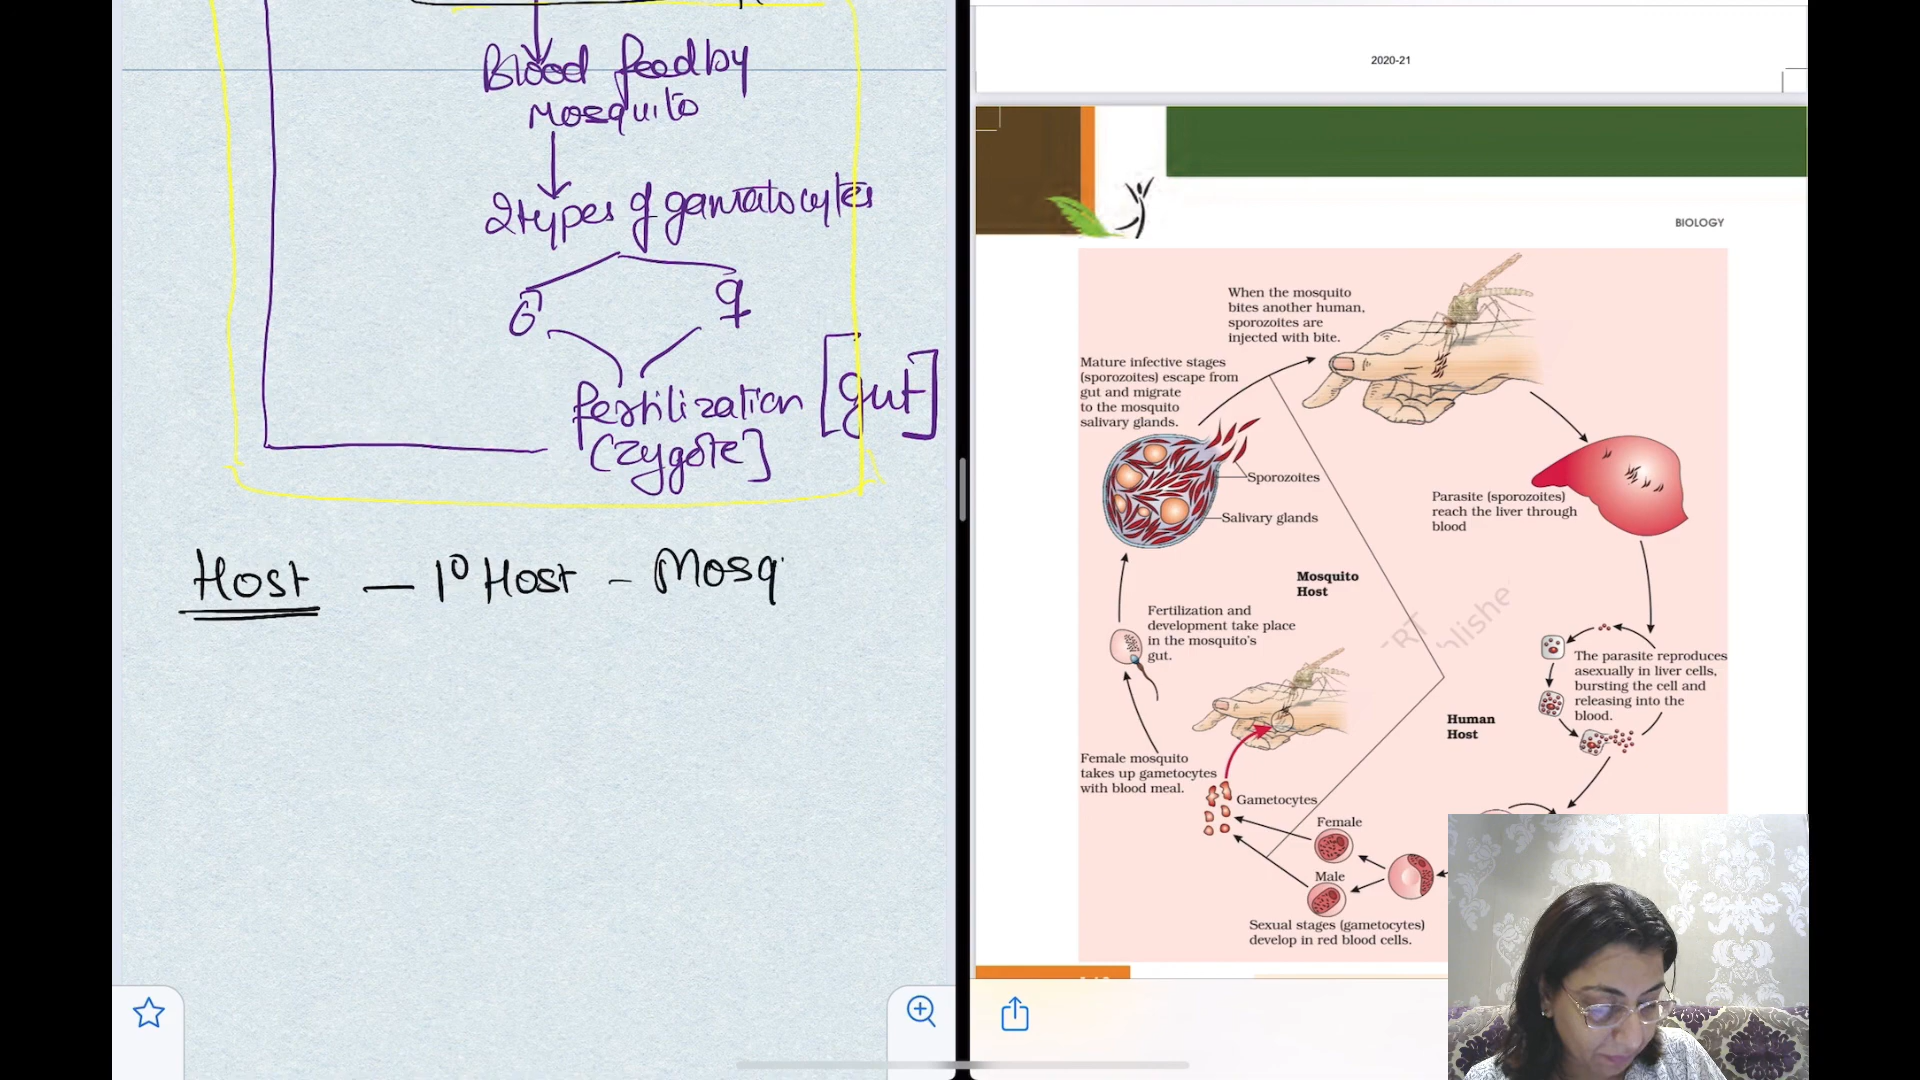 Blood feed by
Mosquito
2 types of gamatocytes
♂ ♀
fertilization [gut]
(zygote]
Host — 1º Host - Mosq
2020-21
BIOLOGY
When the mosquito
bites another human,
sporozoites are
injected with bite.
Mature infective stages
(sporozoites) escape from
gut and migrate
to the mosquito
salivary glands.
Sporozoites
Salivary glands
Parasite (sporozoites)
reach the liver through
blood
Mosquito
Host
Fertilization and
development take place
in the mosquito's
gut.
The parasite reproduces
asexually in liver cells,
bursting the cell and
releasing into the
blood.
Human
Host
Female mosquito
takes up gametocytes
with blood meal.
Gametocytes
Female
Male
Sexual stages (gametocytes)
develop in red blood cells.